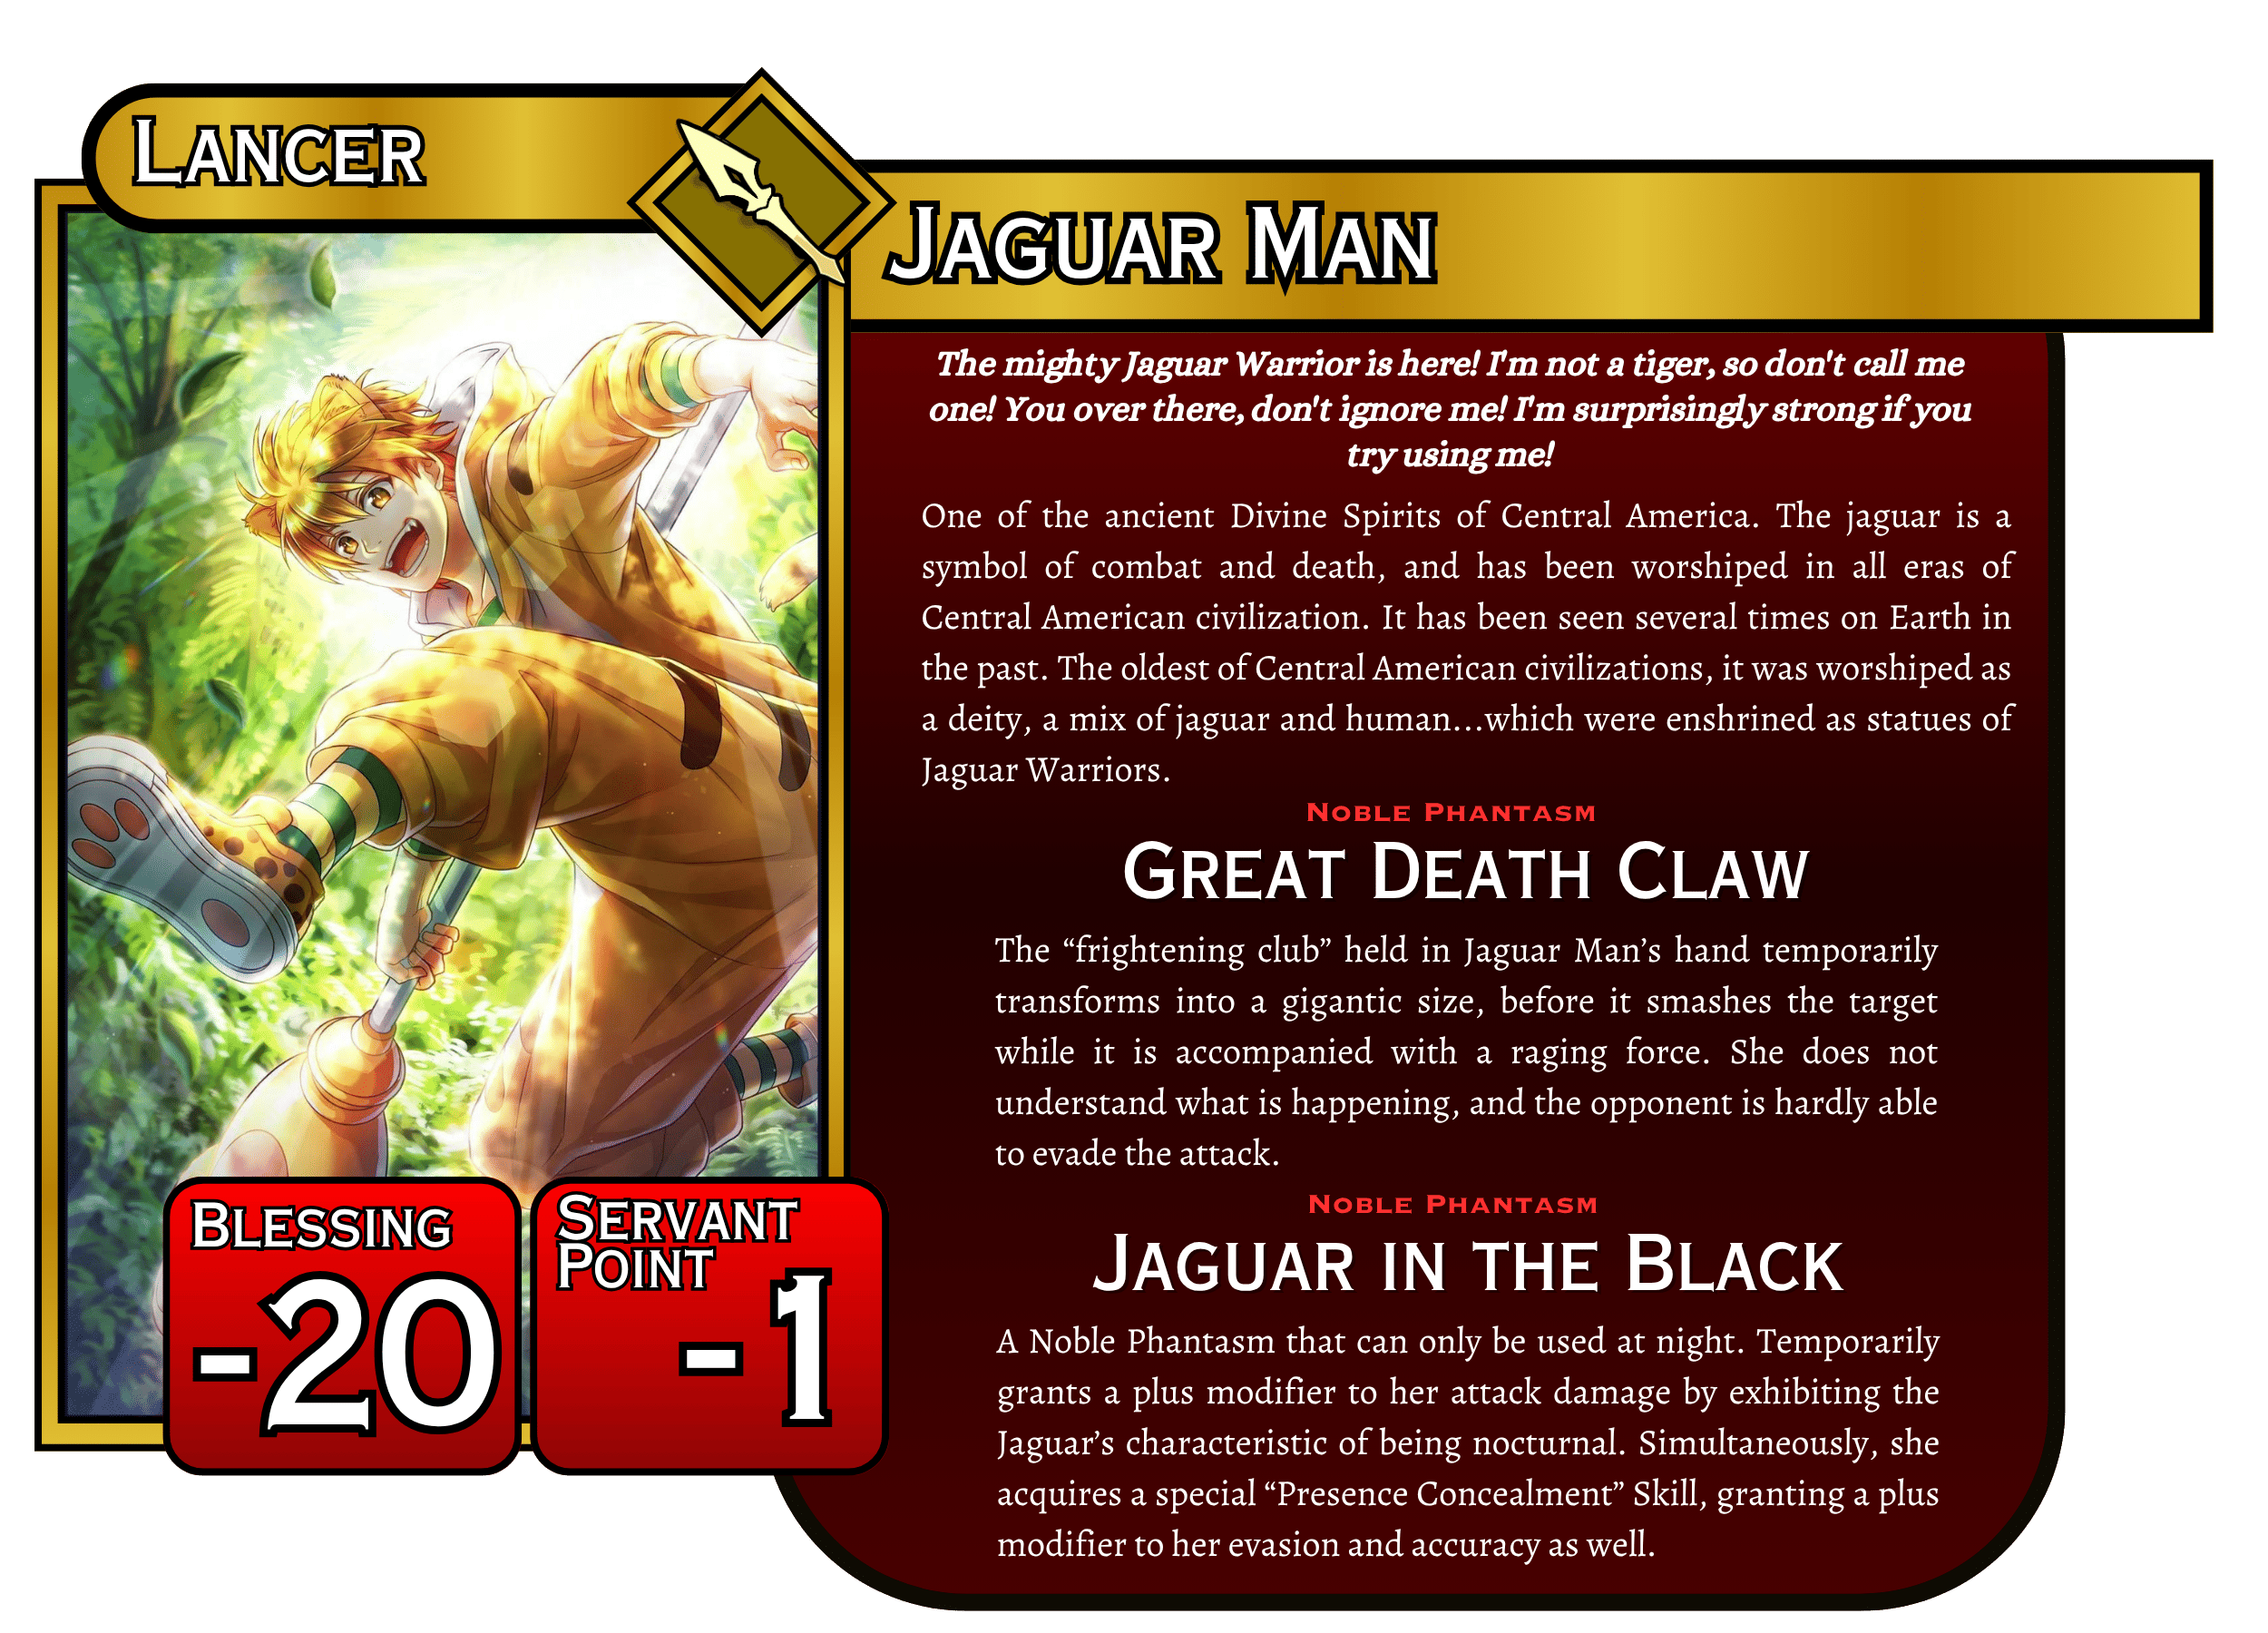 Lancer
Jaguar Man
The mighty Jaguar Warrior is here! I'm not a tiger, so don't call me
one! You over there, don't ignore me! I'm surprisingly strong if you
try using me!
One of the ancient Divine Spirits of Central America. The jaguar is a
symbol of combat and death, and has been worshiped in all eras of
Central American civilization. It has been seen several times on Earth in
the past. The oldest of Central American civilizations, it was worshiped as
a deity, a mix of jaguar and human...which were enshrined as statues of
Jaguar Warriors.
Noble Phantasm
Great Death Claw
The “frightening club” held in Jaguar Man’s hand temporarily
transforms into a gigantic size, before it smashes the target
while it is accompanied with a raging force. She does not
understand what is happening, and the opponent is hardly able
to evade the attack.
Noble Phantasm
Jaguar in the Black
A Noble Phantasm that can only be used at night. Temporarily
grants a plus modifier to her attack damage by exhibiting the
Jaguar’s characteristic of being nocturnal. Simultaneously, she
acquires a special “Presence Concealment” Skill, granting a plus
modifier to her evasion and accuracy as well.
Blessing
-20
Servant
Point
-1